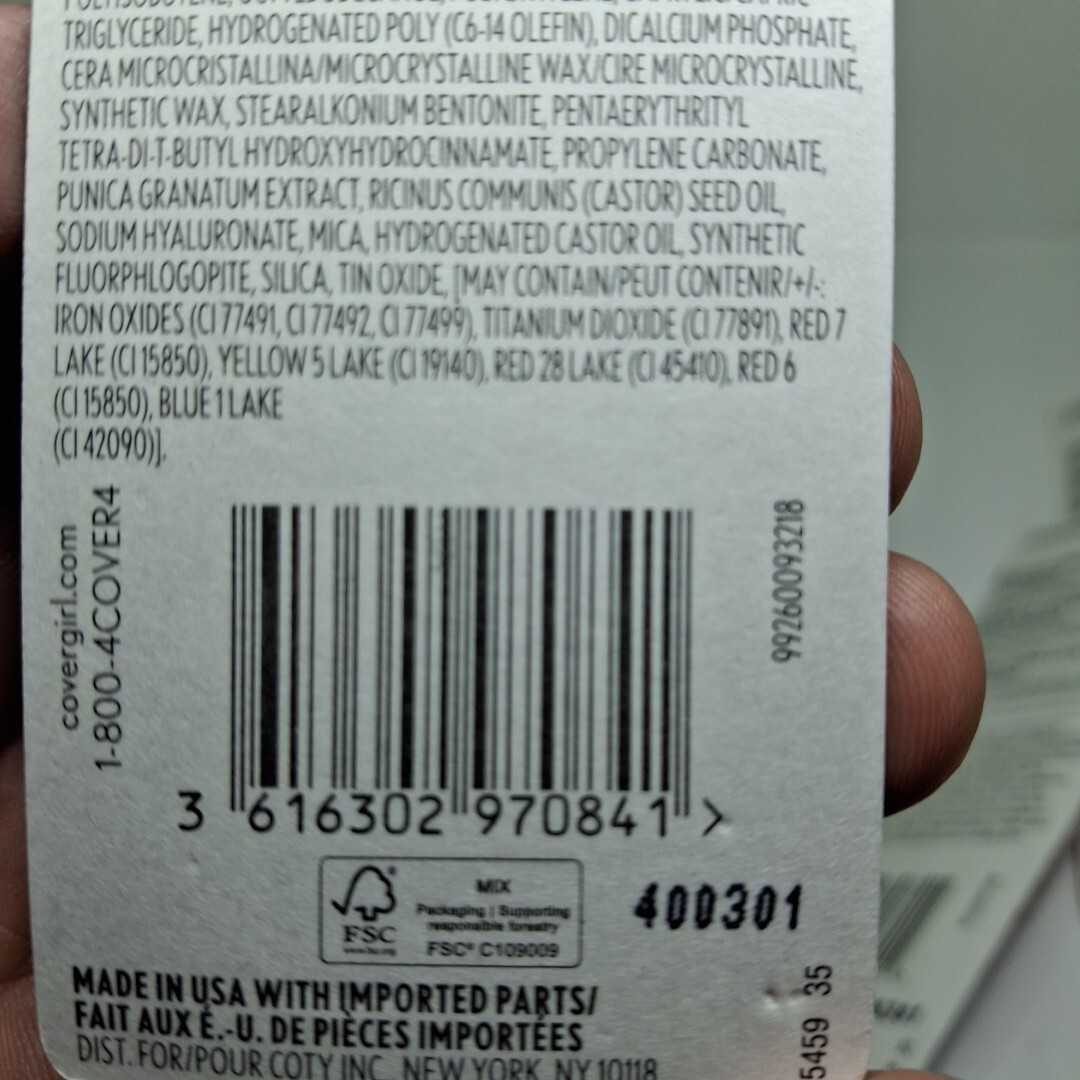 TRIGLYCERIDE, HYDROGENATED POLY (C6-14 OLEFIN), DICALCIUM PHOSPHATE,
CERA MICROCRISTALLINA/MICROCRYSTALLINE WAX/CIRE MICROCRYSTALLINE,
SYNTHETIC WAX, STEARALKONIUM BENTONITE, PENTAERYTHRITYL
TETRA-DI-T-BUTYL HYDROXYHYDROCINNAMATE, PROPYLENE CARBONATE,
PUNICA GRANATUM EXTRACT, RICINUS COMMUNIS (CASTOR) SEED OIL,
SODIUM HYALURONATE, MICA, HYDROGENATED CASTOR OIL, SYNTHETIC
FLUORPHLOGOPITE, SILICA, TIN OXIDE, [MAY CONTAIN/PEUT CONTENIR/+/-:
IRON OXIDES (CI 77491, CI 77492, CI 77499), TITANIUM DIOXIDE (CI 77891), RED 7
LAKE (CI 15850), YELLOW 5 LAKE (CI 19140), RED 28 LAKE (CI 45410), RED 6
(CI 15850), BLUE 1 LAKE
(CI 42090)].
covergirl.com
1-800-4COVER4
99260093218
3 616302 970841 >
MIX
Packaging | Supporting
responsible forestry
FSC® C109009
FSC
400301
MADE IN USA WITH IMPORTED PARTS/
FAIT AUX É.-U. DE PIÈCES IMPORTÉES
DIST. FOR/POUR COTY INC. NEW YORK, NY 10118
5459 35